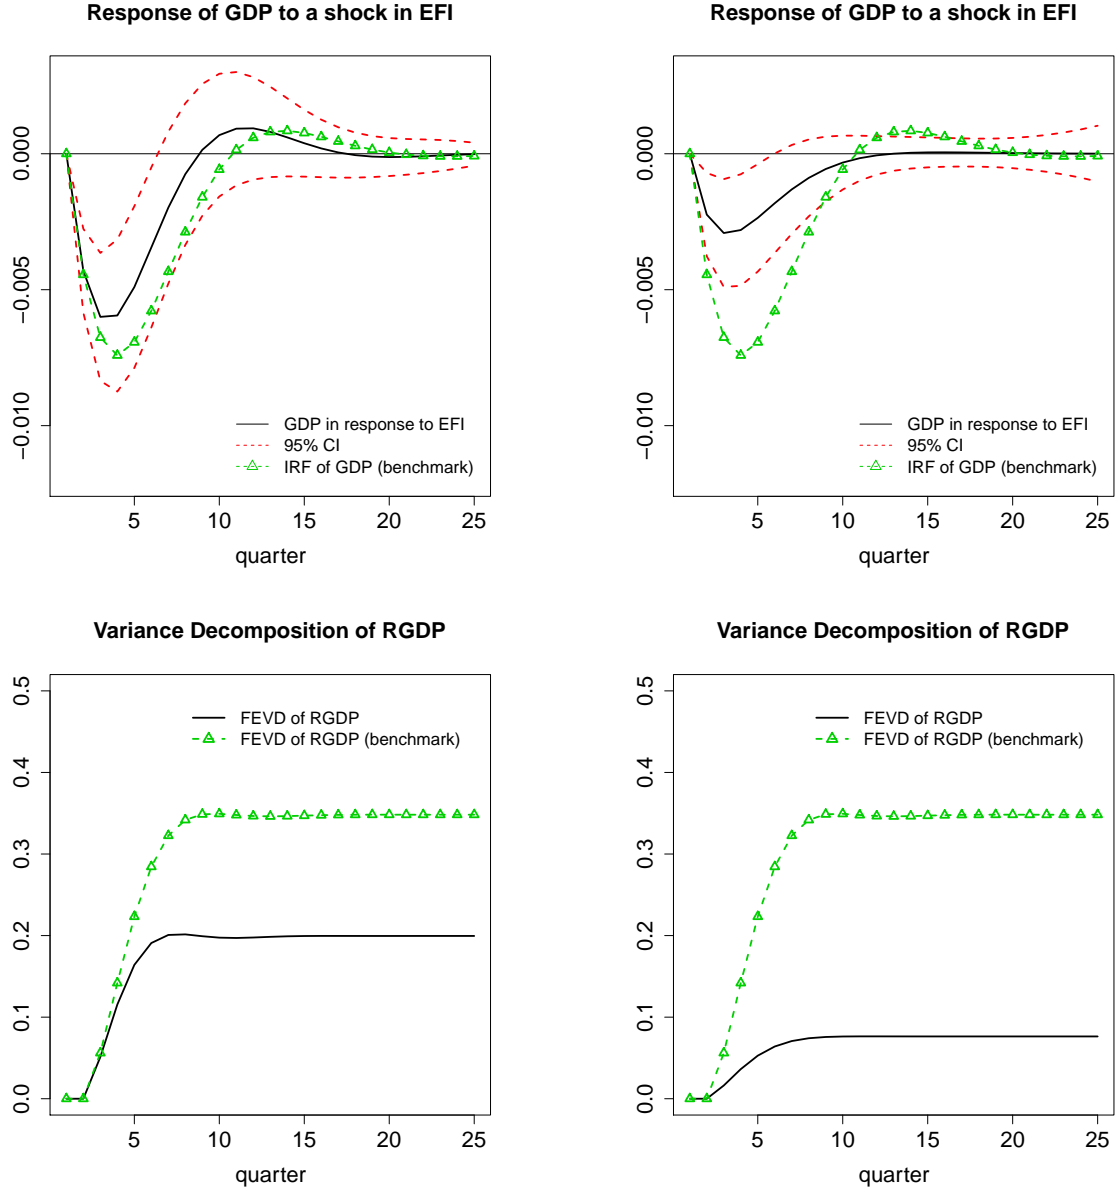 Response of GDP to a shock in EFI
0.000
−0.005
−0.010
GDP in response to EFI
95% CI
IRF of GDP (benchmark)
5 10 15 20 25
quarter
Response of GDP to a shock in EFI
0.000
−0.005
−0.010
GDP in response to EFI
95% CI
IRF of GDP (benchmark)
5 10 15 20 25
quarter
Variance Decomposition of RGDP
0.5
0.4
0.3
0.2
0.1
0.0
FEVD of RGDP
FEVD of RGDP (benchmark)
5 10 15 20 25
quarter
Variance Decomposition of RGDP
0.5
0.4
0.3
0.2
0.1
0.0
FEVD of RGDP
FEVD of RGDP (benchmark)
5 10 15 20 25
quarter